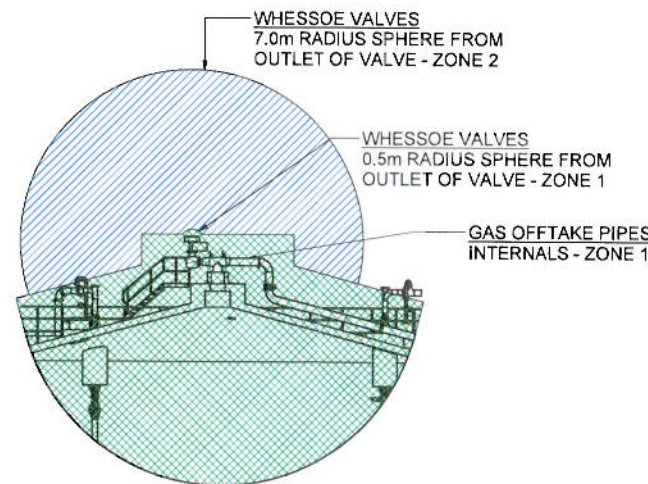 WHESSOE VALVES
7.0m RADIUS SPHERE FROM
OUTLET OF VALVE - ZONE 2
WHESSOE VALVES
0.5m RADIUS SPHERE FROM
OUTLET OF VALVE - ZONE 1
GAS OFFTAKE PIPES
INTERNALS - ZONE 1